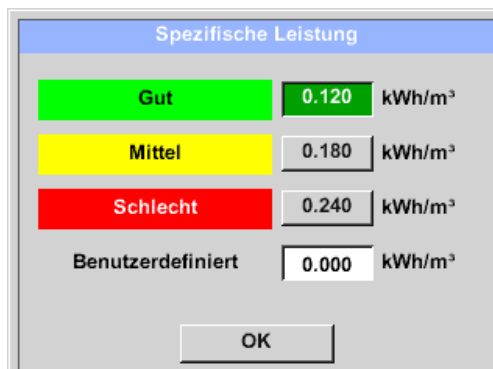 Spezifische Leistung
Gut 0.120 kWh/m³
Mittel 0.180 kWh/m³
Schlecht 0.240 kWh/m³
Benutzerdefiniert 0.000 kWh/m³
OK